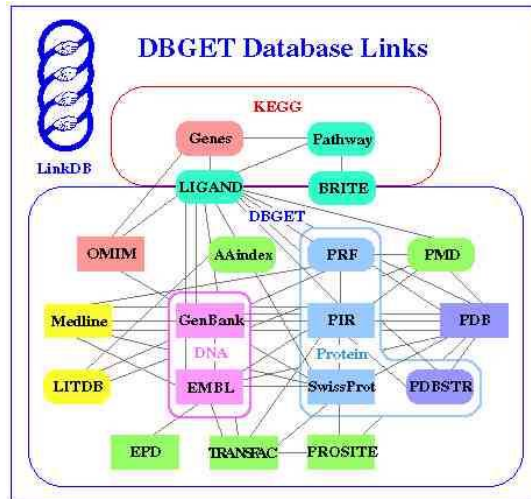 DBGET Database Links
LinkDB
KEGG
Genes
Pathway
LIGAND
BRITE
DBGET
OMIM
AAindex
PRF
PMD
Medline
GenBank
PIR
PDB
DNA
Protein
LITDB
EMBL
SwissProt
PDBSTR
EPD
TRANSFAC
PROSITE